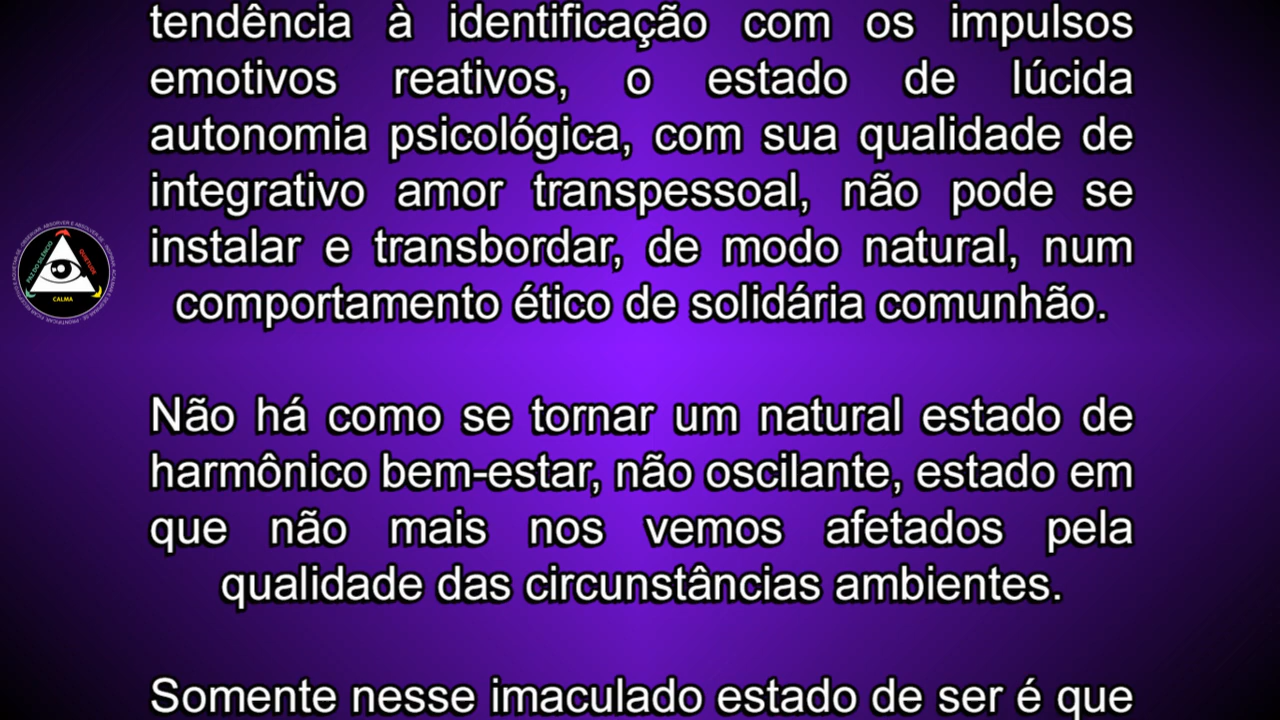 tendência à identificação com os impulsos
emotivos reativos, o estado de lúcida
autonomia psicológica, com sua qualidade de
integrativo amor transpessoal, não pode se
instalar e transbordar, de modo natural, num
comportamento ético de solidária comunhão.
Não há como se tornar um natural estado de
harmônico bem-estar, não oscilante, estado em
que não mais nos vemos afetados pela
qualidade das circunstâncias ambientes.
Somente nesse imaculado estado de ser é que
CALMA